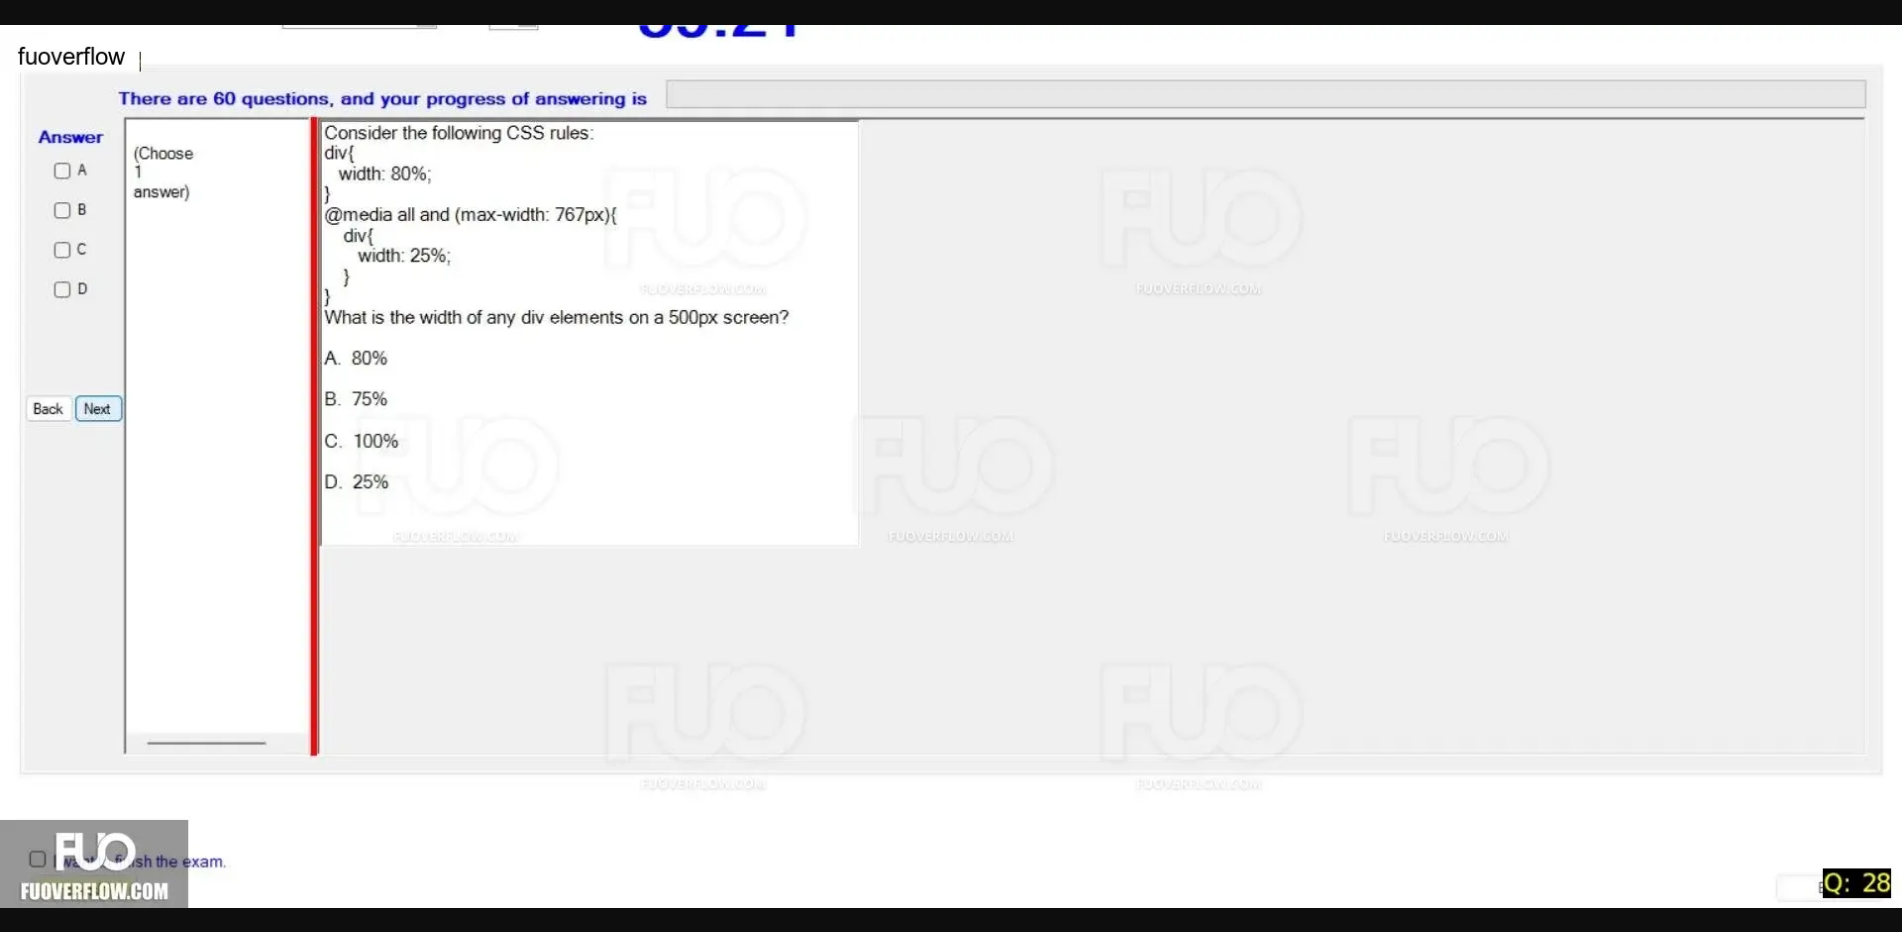 fuoverflow
There are 60 questions, and your progress of answering is
Answer
A
B
C
D
Back Next
(Choose
1
answer)
Consider the following CSS rules:
div{
width: 80%;
}
@media all and (max-width: 767px){
div{
width: 25%;
}
}
What is the width of any div elements on a 500px screen?
A. 80%
B. 75%
C. 100%
D. 25%
FUO
FUOVERFLOW.COM
FUO
FUOVERFLOW.COM
FUO
FUOVERFLOW.COM
FUO
FUOVERFLOW.COM
FUO
FUOVERFLOW.COM
FUO
FUOVERFLOW.COM
FUO
FUOVERFLOW.COM
FUO
FUOVERFLOW.COM
the exam.
Q: 28